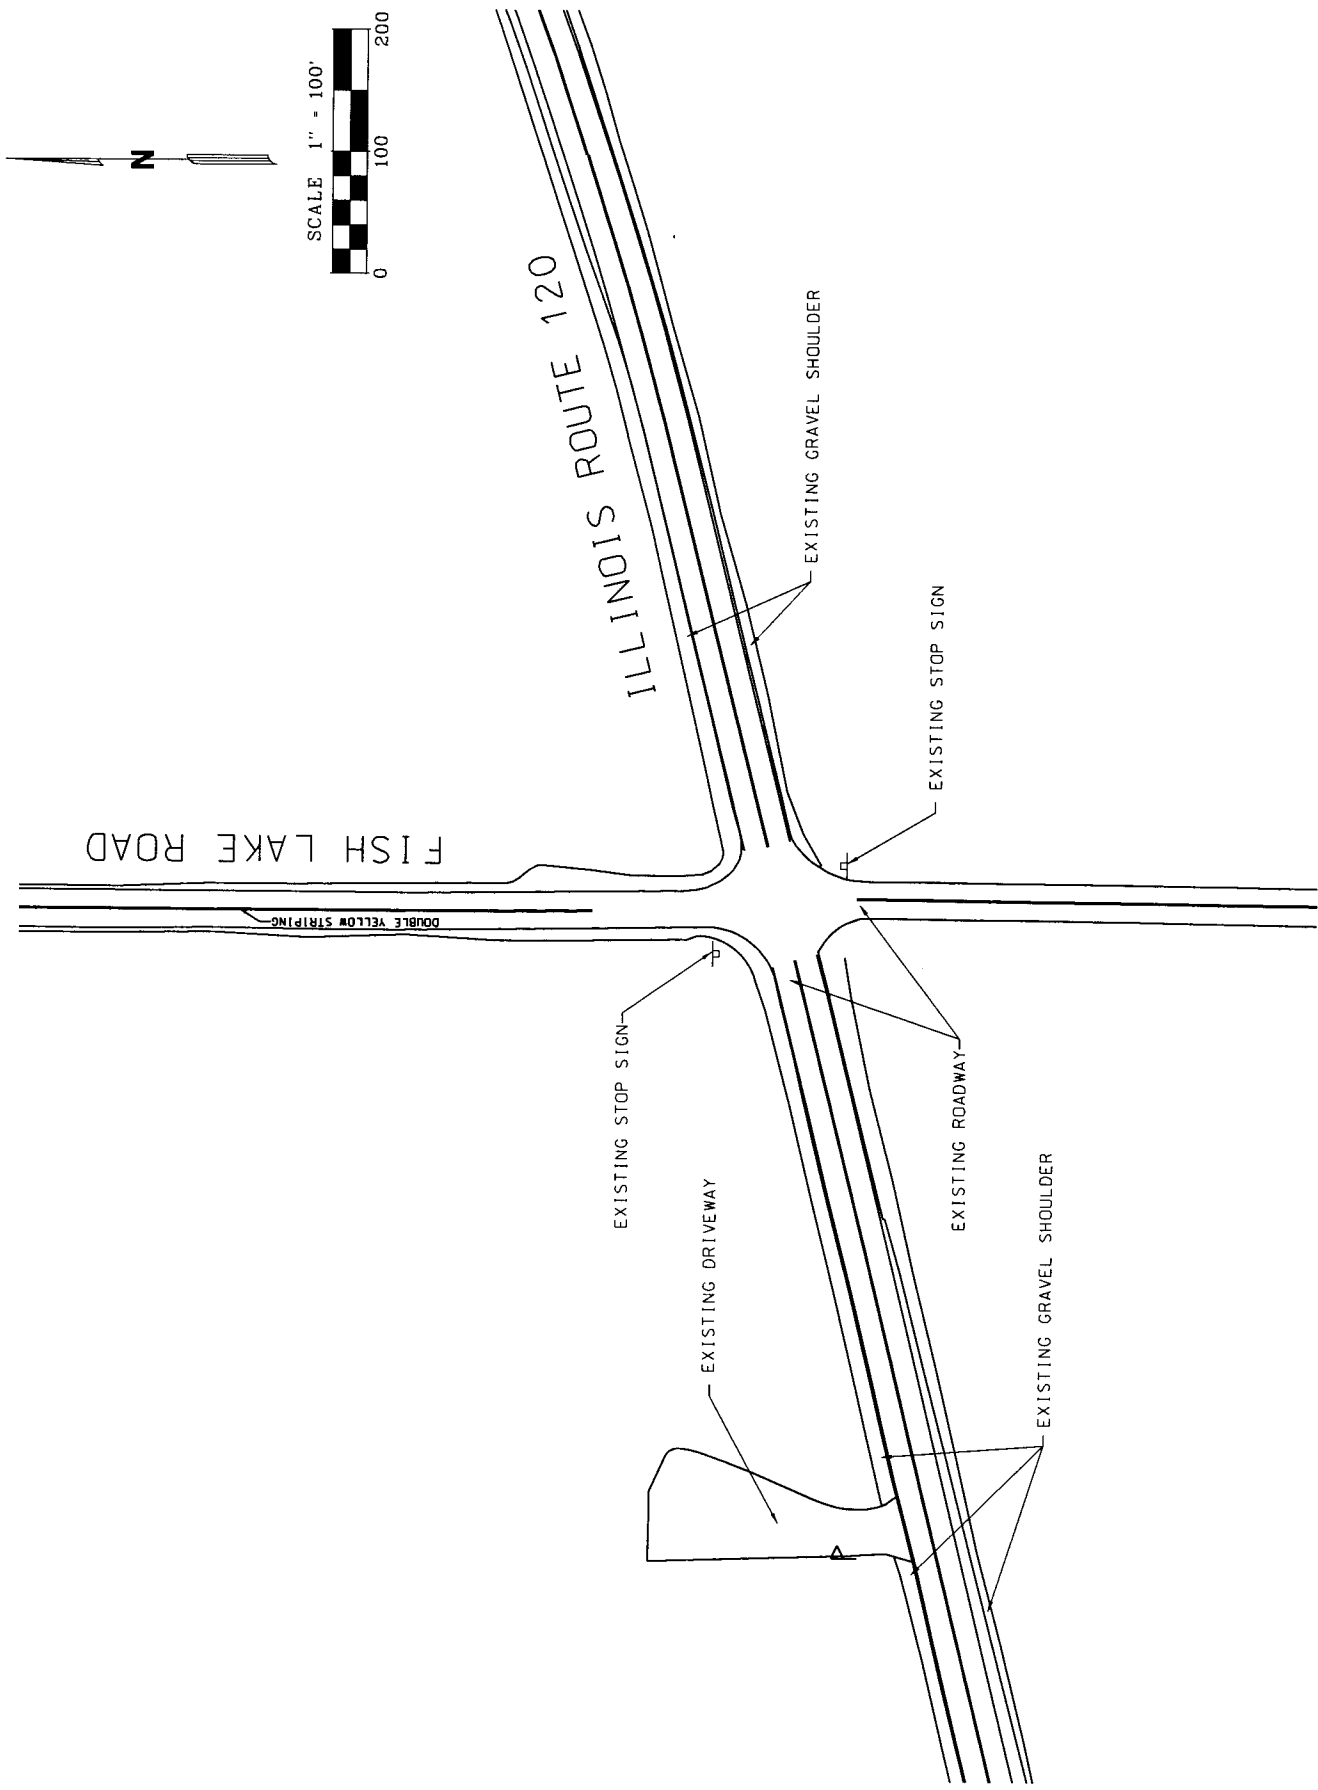 N
SCALE 1" = 100'
0 100 200
ILLINOIS ROUTE 120
FISH LAKE ROAD
DOUBLE YELLOW STRIPING
EXISTING GRAVEL SHOULDER
EXISTING STOP SIGN
EXISTING STOP SIGN
EXISTING ROADWAY
EXISTING DRIVEWAY
EXISTING GRAVEL SHOULDER